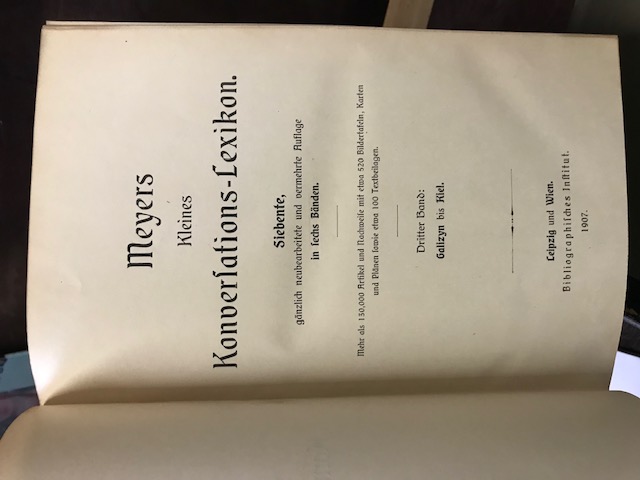 Meyers
Kleines
Konversations-Lexikon.
Siebente,
gänzlich neubearbeitete und vermehrte Auflage
in sechs Bänden.
Mehr als 130,000 Artikel und Nachweise mit etwa 520 Bildertafeln, Karten
und Plänen sowie etwa 100 Textbeilagen.
Dritter Band:
Galizyn bis Kiel.
Leipzig und Wien.
Bibliographisches Institut.
1907.